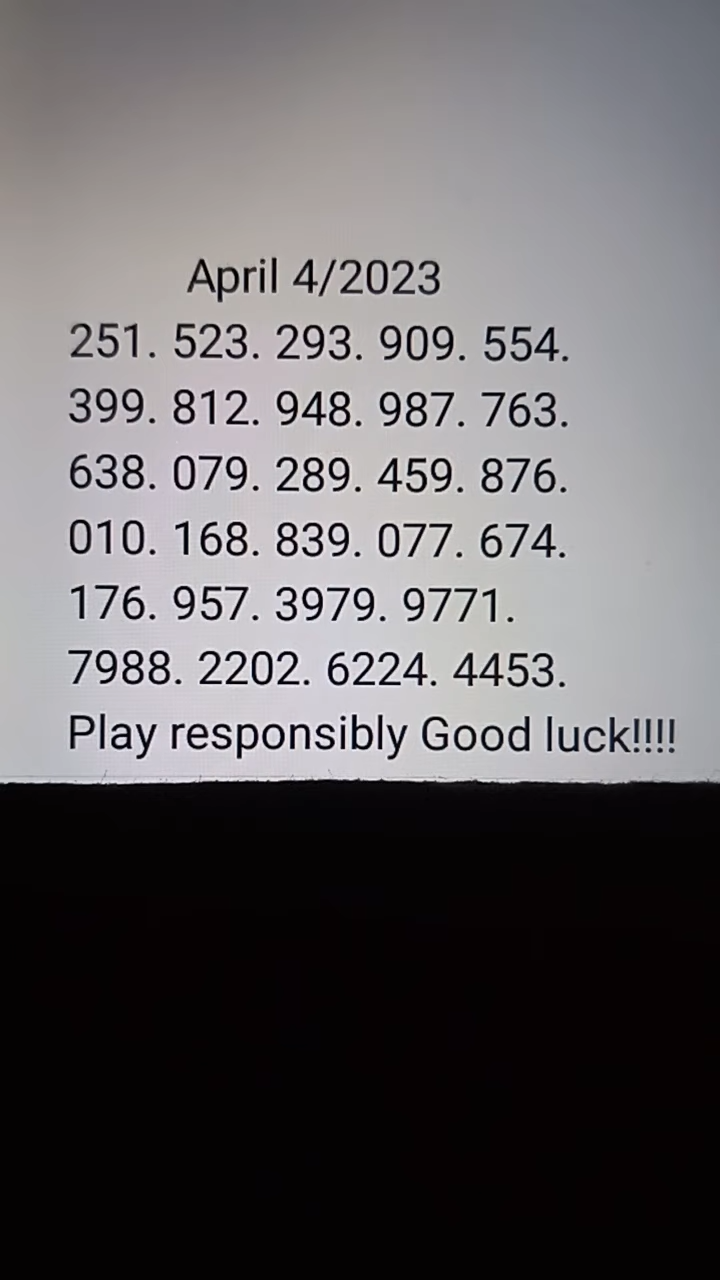 April 4/2023
251. 523. 293. 909. 554.
399. 812. 948. 987. 763.
638. 079. 289. 459. 876.
010. 168. 839. 077. 674.
176. 957. 3979. 9771.
7988. 2202. 6224. 4453.
Play responsibly Good luck!!!!